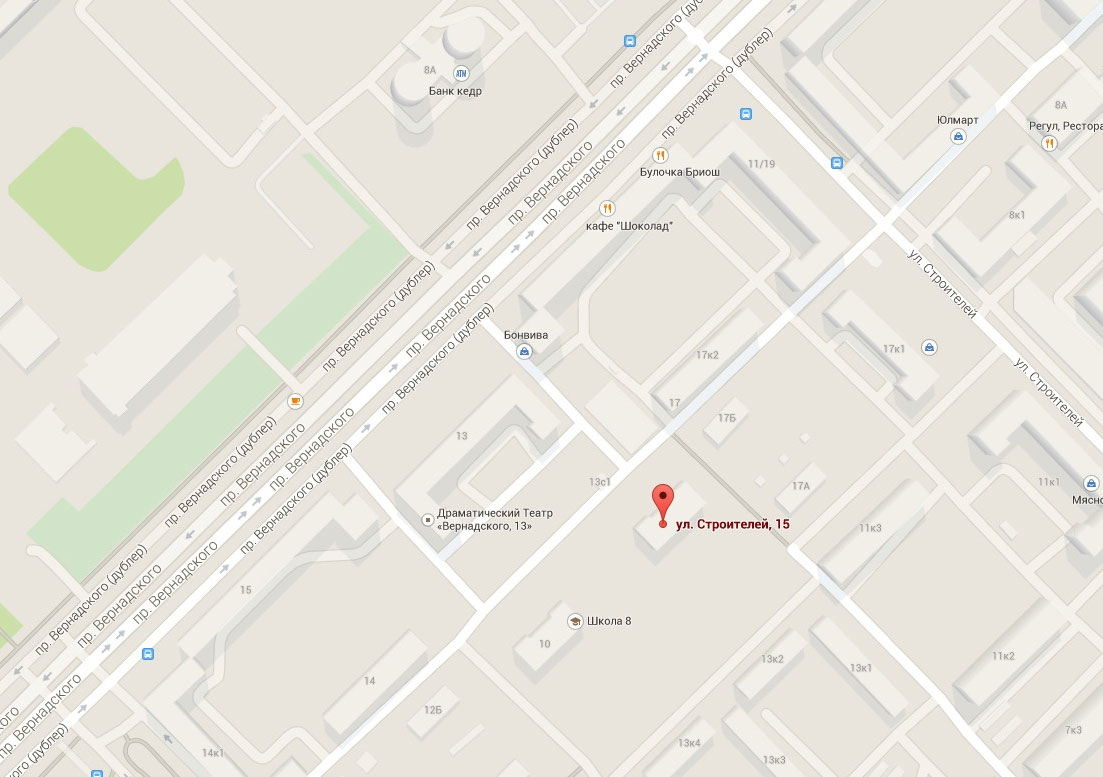 пр. Вернадского (дублер)
8А
ATM
Банк кедр
пр. Вернадского (дублер)
8А
Юлмарт
Регул, Рестора
пр. Вернадского (дублер)
пр. Вернадского
пр. Вернадского
Булочка Бриош
11/19
кафе "Шоколад"
8к1
пр. Вернадского (дублер)
пр. Вернадского
пр. Вернадского (дублер)
ул. Строителей
Бонвива
17к2
17к1
ул. Строителей
17
17Б
13
пр. Вернадского (дублер)
пр. Вернадского
пр. Вернадского
пр. Вернадского (дублер)
13с1
17А
11к1
Мясно
Драматический Театр
«Вернадского, 13»
ул. Строителей, 15
11к3
пр. Вернадского (дублер)
пр. Вернадского
пр. Вернадского
15
Школа 8
10
13к2
13к1
11к2
14
12Б
пр. Вернадского
(дублер)
14к1
13к4
13к3
7к3